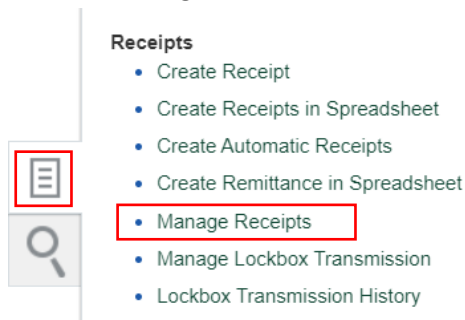 Receipts
Create Receipt
Create Receipts in Spreadsheet
Create Automatic Receipts
Create Remittance in Spreadsheet
Manage Receipts
Manage Lockbox Transmission
Lockbox Transmission History